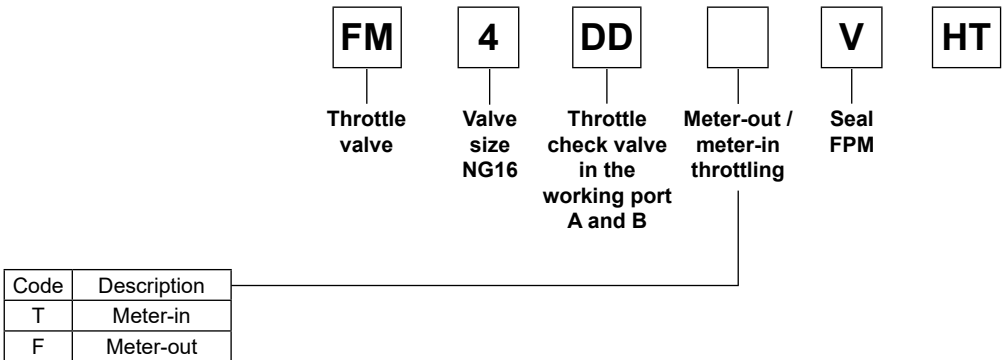 FM 4 DD V HT
Throttle
valve
Valve
size
NG16
Throttle
check valve
in the
working port
A and B
Meter-out /
meter-in
throttling
Seal
FPM
Code Description
T Meter-in
F Meter-out